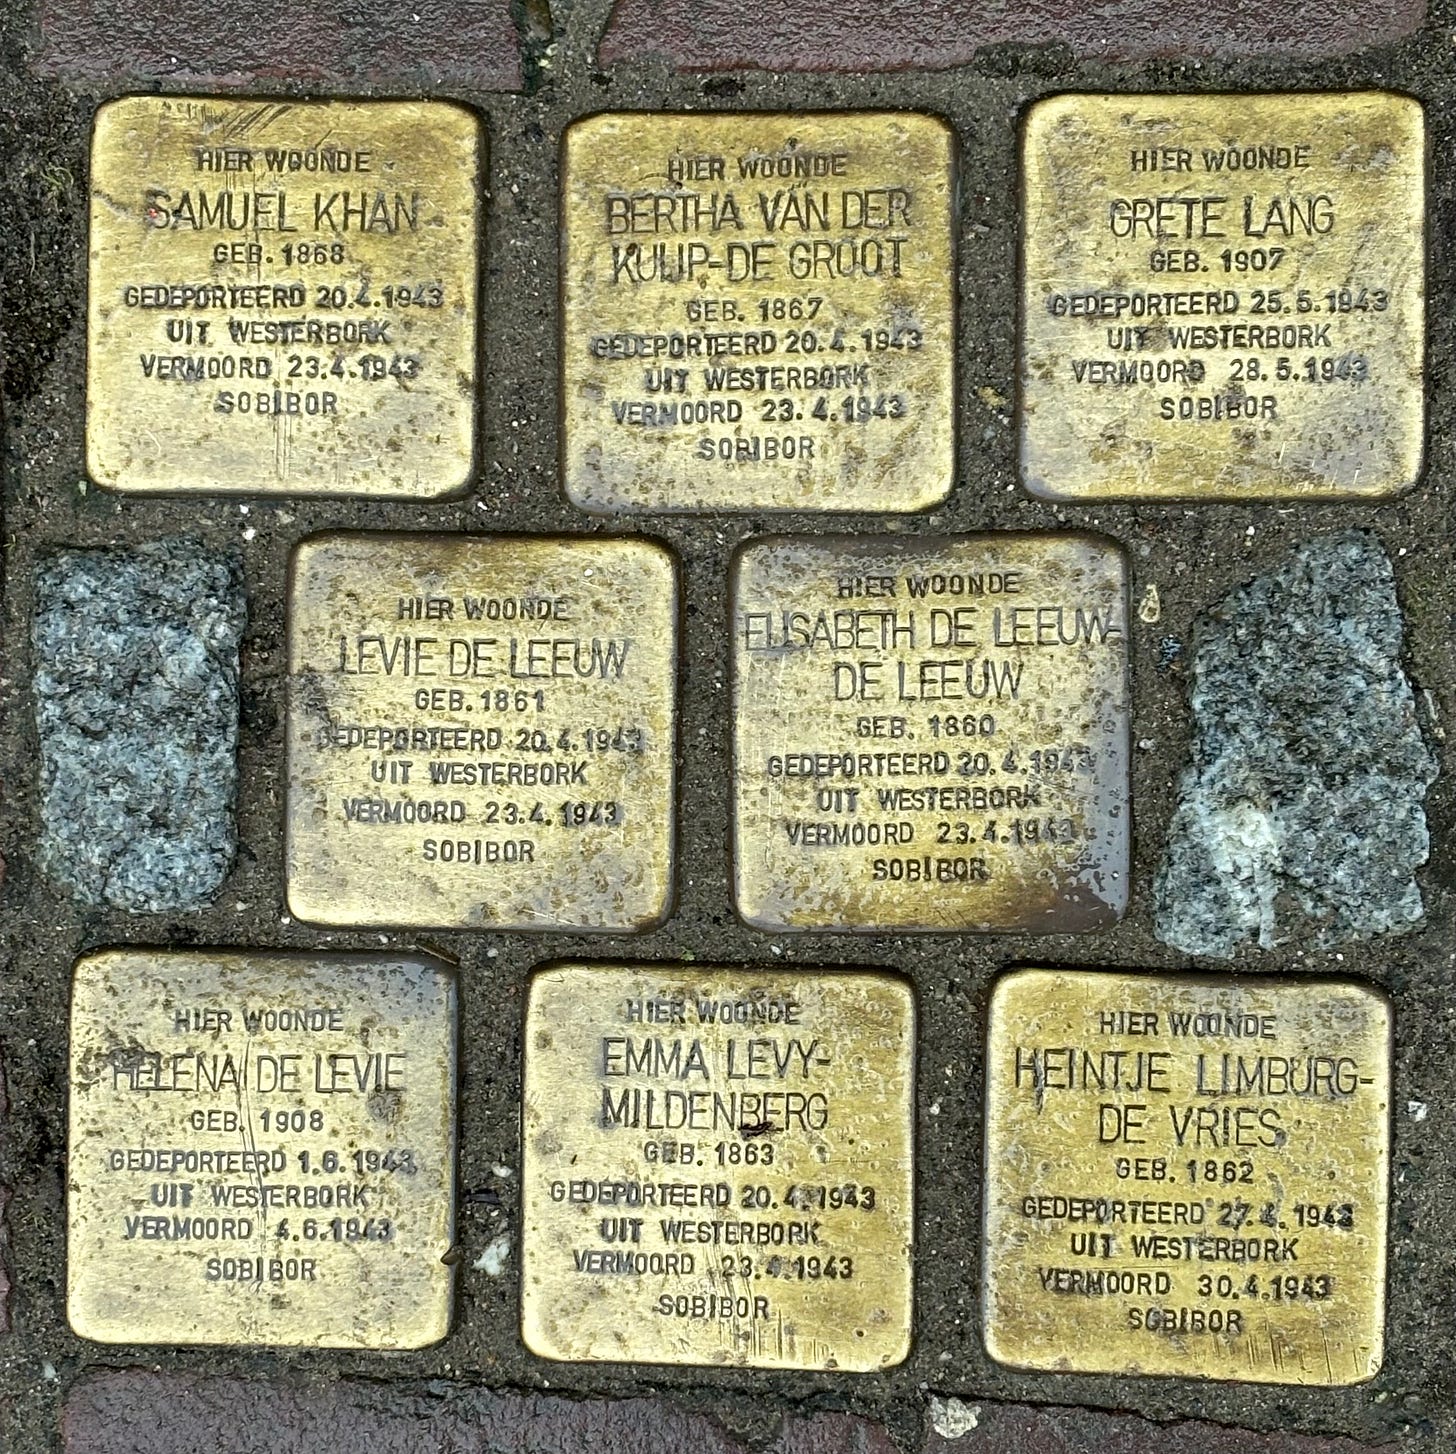 HIER WOONDE
SAMUEL KHAN
GEB. 1868
GEDEPORTEERD 20.4.1943
UIT WESTERBORK
VERMOORD 23.4.1943
SOBIBOR
HIER WOONDE
BERTHA VAN DER
KUIJP-DE GROOT
GEB. 1867
GEDEPORTEERD 20.4.1943
UIT WESTERBORK
VERMOORD 23.4.1943
SOBIBOR
HIER WOONDE
GRETE LANG
GEB. 1907
GEDEPORTEERD 25.5.1943
UIT WESTERBORK
VERMOORD 28.5.1943
SOBIBOR
HIER WOONDE
LEVIE DE LEEUW
GEB. 1861
GEDEPORTEERD 20.4.1943
UIT WESTERBORK
VERMOORD 23.4.1943
SOBIBOR
HIER WOONDE
ELISABETH DE LEEUW-
DE LEEUW
GEB. 1860
GEDEPORTEERD 20.4.1943
UIT WESTERBORK
VERMOORD 23.4.1943
SOBIBOR
HIER WOONDE
HELENA DE LEVIE
GEB. 1908
GEDEPORTEERD 1.6.1943
UIT WESTERBORK
VERMOORD 4.6.1943
SOBIBOR
HIER WOONDE
EMMA LEVY-
MILDENBERG
GEB. 1863
GEDEPORTEERD 20.4.1943
UIT WESTERBORK
VERMOORD 23.4.1943
SOBIBOR
HIER WOONDE
HEINTJE LIMBURG-
DE VRIES
GEB. 1862
GEDEPORTEERD 27.4.1943
UIT WESTERBORK
VERMOORD 30.4.1943
SOBIBOR